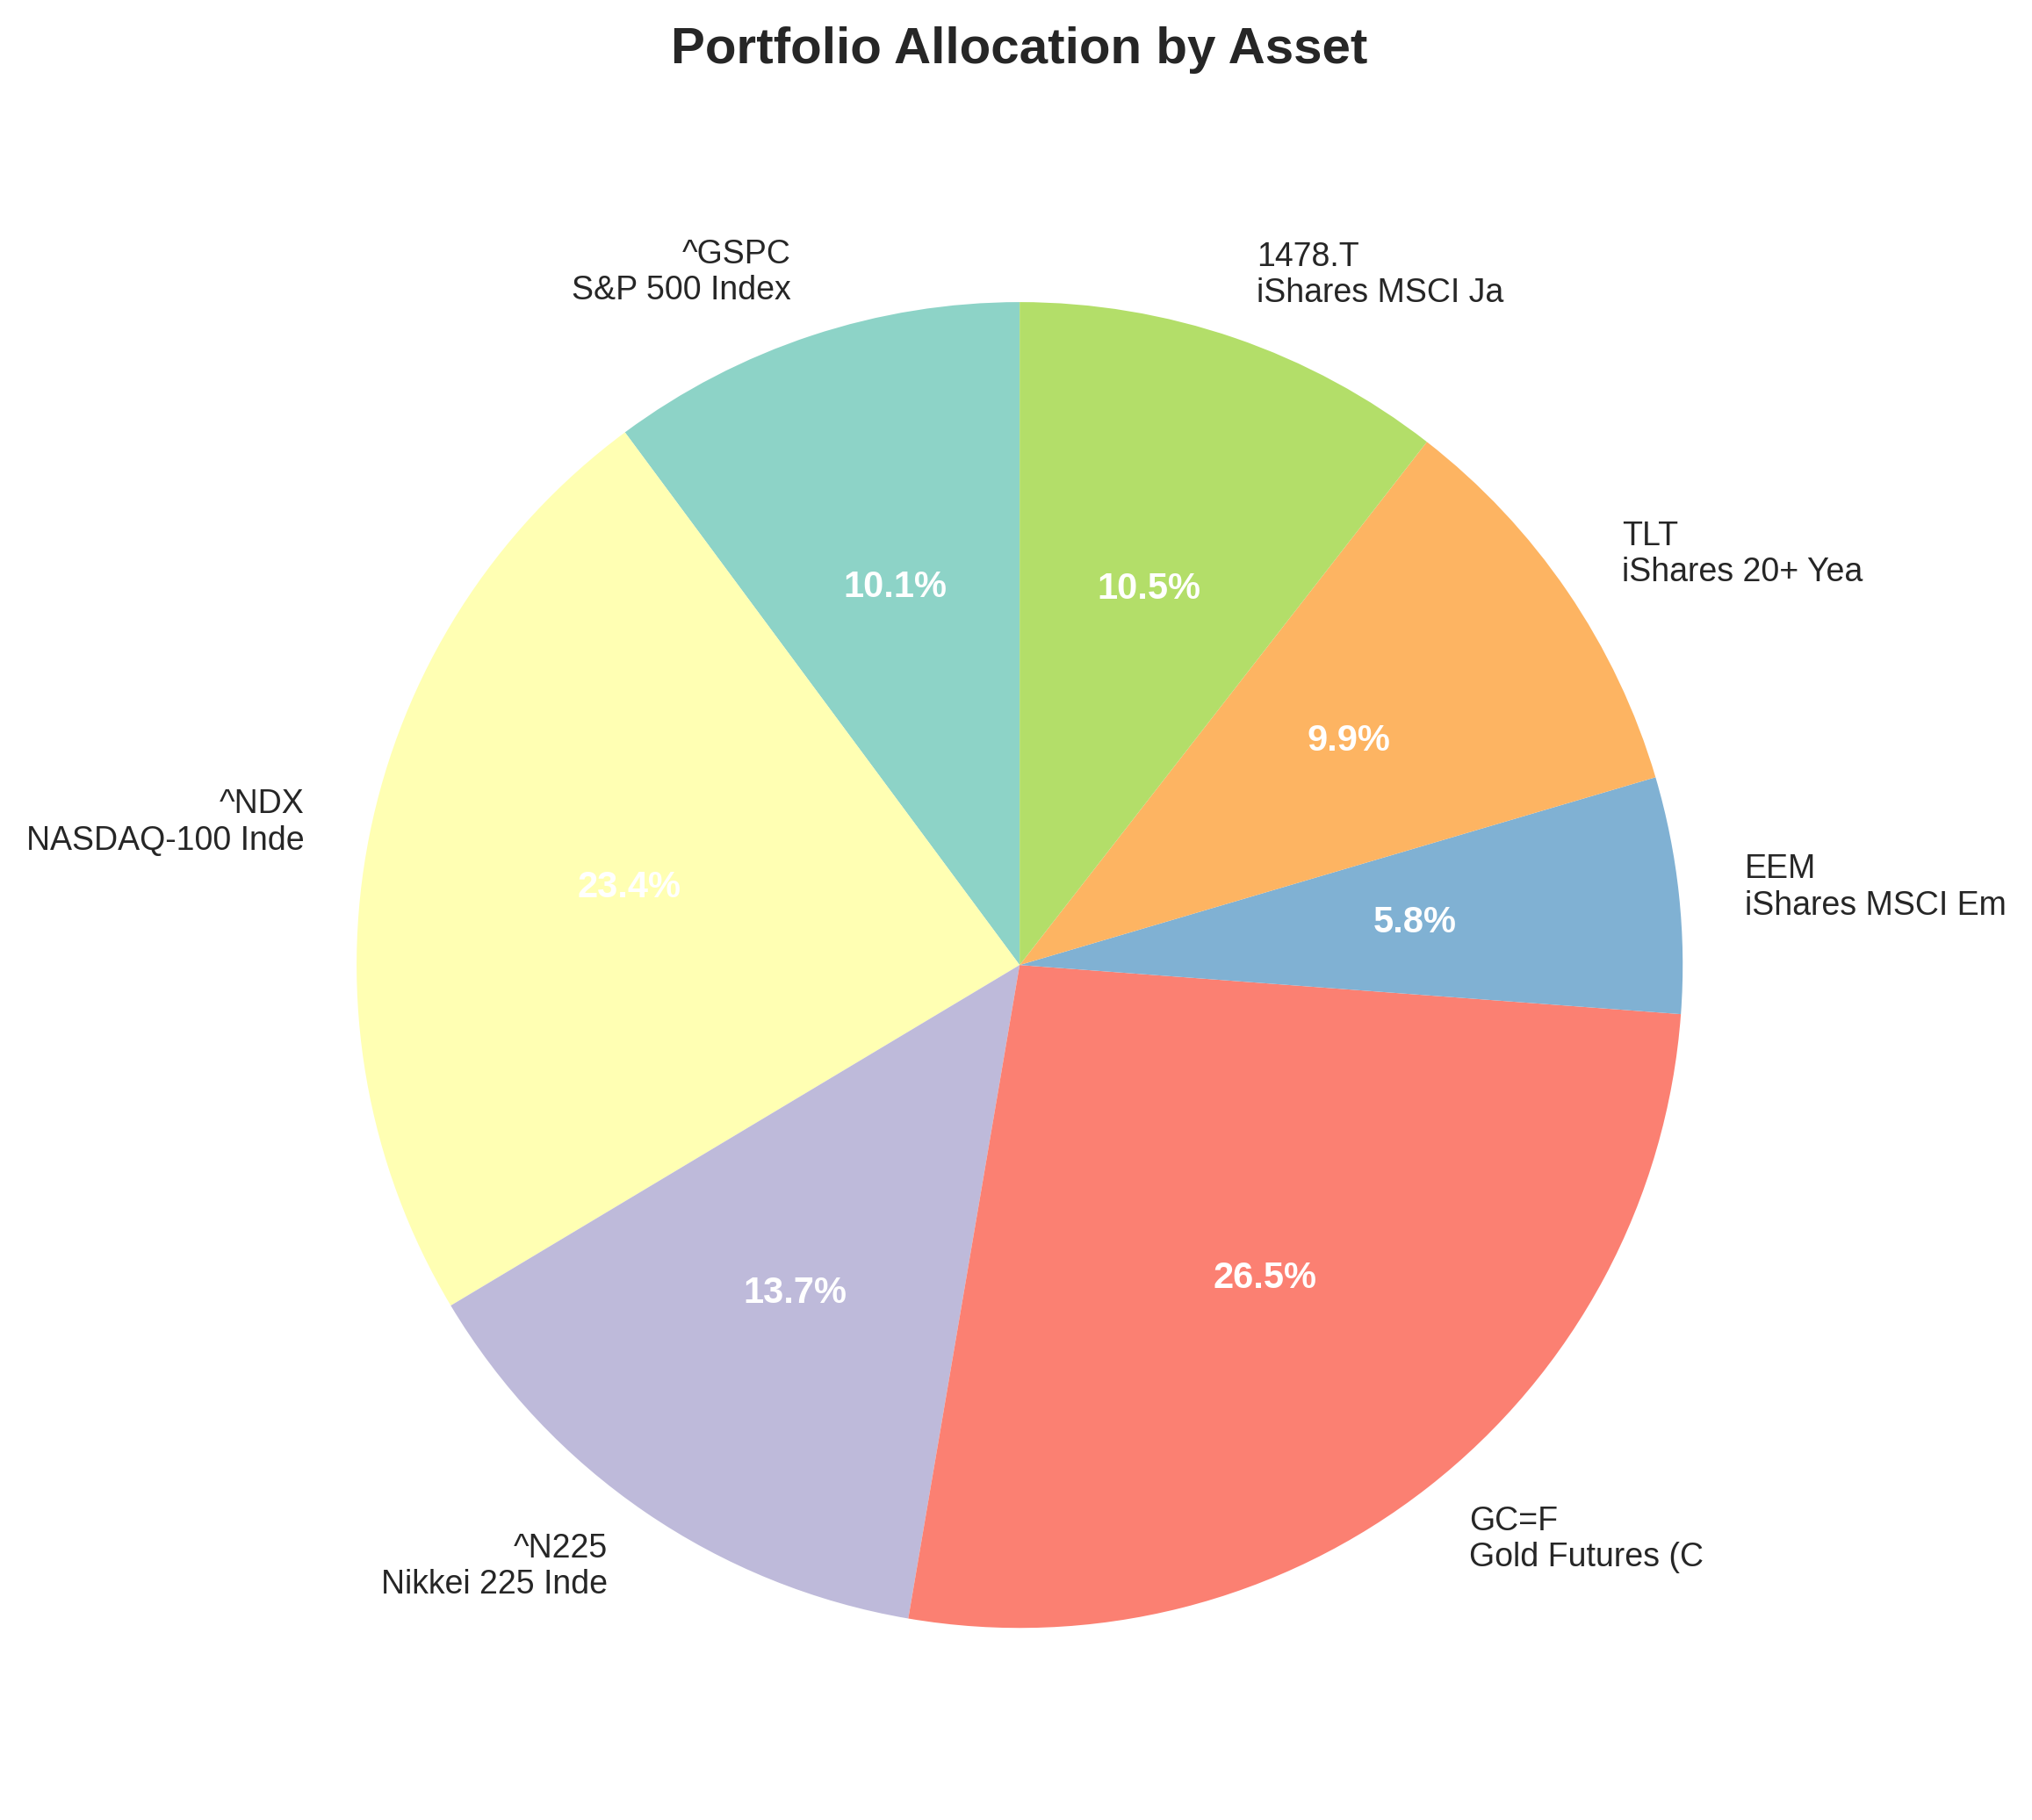 Portfolio Allocation by Asset
^GSPC
S&P 500 Index
1478.T
iShares MSCI Ja
TLT
iShares 20+ Yea
10.1%
10.5%
9.9%
^NDX
NASDAQ-100 Inde
23.4%
EEM
iShares MSCI Em
5.8%
13.7%
26.5%
^N225
Nikkei 225 Inde
GC=F
Gold Futures (C